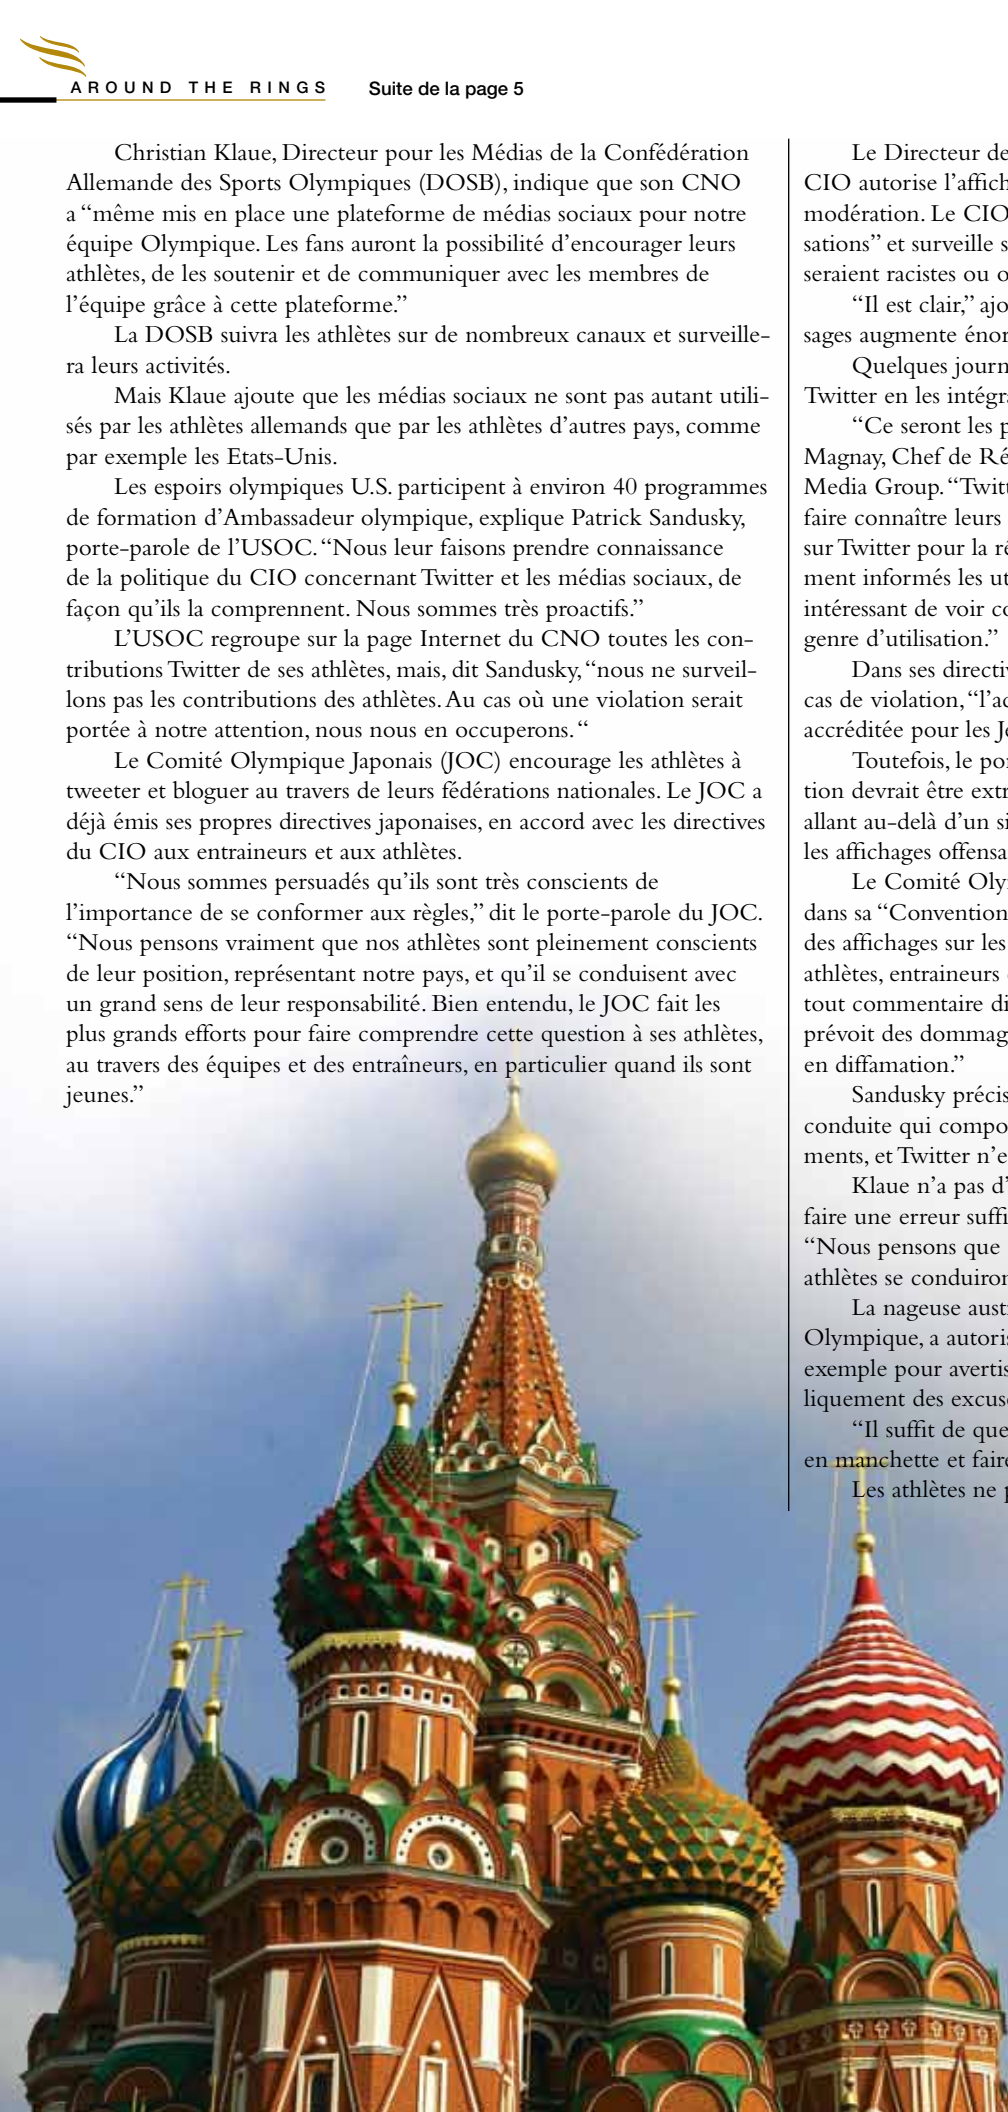 AROUND THE RINGS Suite de la page 5
Christian Klaue, Directeur pour les Médias de la Confédération
Allemande des Sports Olympiques (DOSB), indique que son CNO
a “même mis en place une plateforme de médias sociaux pour notre
équipe Olympique. Les fans auront la possibilité d’encourager leurs
athlètes, de les soutenir et de communiquer avec les membres de
l’équipe grâce à cette plateforme.”
La DOSB suivra les athlètes sur de nombreux canaux et surveille-
ra leurs activités.
Mais Klaue ajoute que les médias sociaux ne sont pas autant utili-
sés par les athlètes allemands que par les athlètes d’autres pays, comme
par exemple les Etats-Unis.
Les espoirs olympiques U.S. participent à environ 40 programmes
de formation d’Ambassadeur olympique, explique Patrick Sandusky,
porte-parole de l’USOC. “Nous leur faisons prendre connaissance
de la politique du CIO concernant Twitter et les médias sociaux, de
façon qu’ils la comprennent. Nous sommes très proactifs.”
L’USOC regroupe sur la page Internet du CNO toutes les con-
tributions Twitter de ses athlètes, mais, dit Sandusky, “nous ne surveil-
lons pas les contributions des athlètes. Au cas où une violation serait
portée à notre attention, nous nous en occuperons. “
Le Comité Olympique Japonais (JOC) encourage les athlètes à
tweeter et bloguer au travers de leurs fédérations nationales. Le JOC a
déjà émis ses propres directives japonaises, en accord avec les directives
du CIO aux entraineurs et aux athlètes.
“Nous sommes persuadés qu’ils sont très conscients de
l’importance de se conformer aux règles,” dit le porte-parole du JOC.
“Nous pensons vraiment que nos athlètes sont pleinement conscients
de leur position, représentant notre pays, et qu’il se conduisent avec
un grand sens de leur responsabilité. Bien entendu, le JOC fait les
plus grands efforts pour faire comprendre cette question à ses athlètes,
au travers des équipes et des entraîneurs, en particulier quand ils sont
jeunes.”
Le Directeur de
CIO autorise l’affich
modération. Le CIO
sations” et surveille s
seraient racistes ou o
“Il est clair,” ajo
sages augmente énor
Quelques journ
Twitter en les intégra
“Ce seront les p
Magnay, Chef de Ré
Media Group. “Twitt
faire connaître leurs
sur Twitter pour la ré
ment informés les ut
intéressant de voir co
genre d’utilisation.”
Dans ses directiv
cas de violation, “l’ac
accréditée pour les Je
Toutefois, le por
tion devrait être extr
allant au-delà d’un si
les affichages offensa
Le Comité Oly
dans sa “Convention
des affichages sur les
athlètes, entraineurs
tout commentaire di
prévoit des dommag
en diffamation.”
Sandusky précis
conduite qui compo
ments, et Twitter n’e
Klaue n’a pas d’
faire une erreur suffi
“Nous pensons que
athlètes se conduiron
La nageuse aust
Olympique, a autoris
exemple pour avertis
liquement des excuse
“Il suffit de que
en manchette et faire
Les athlètes ne p